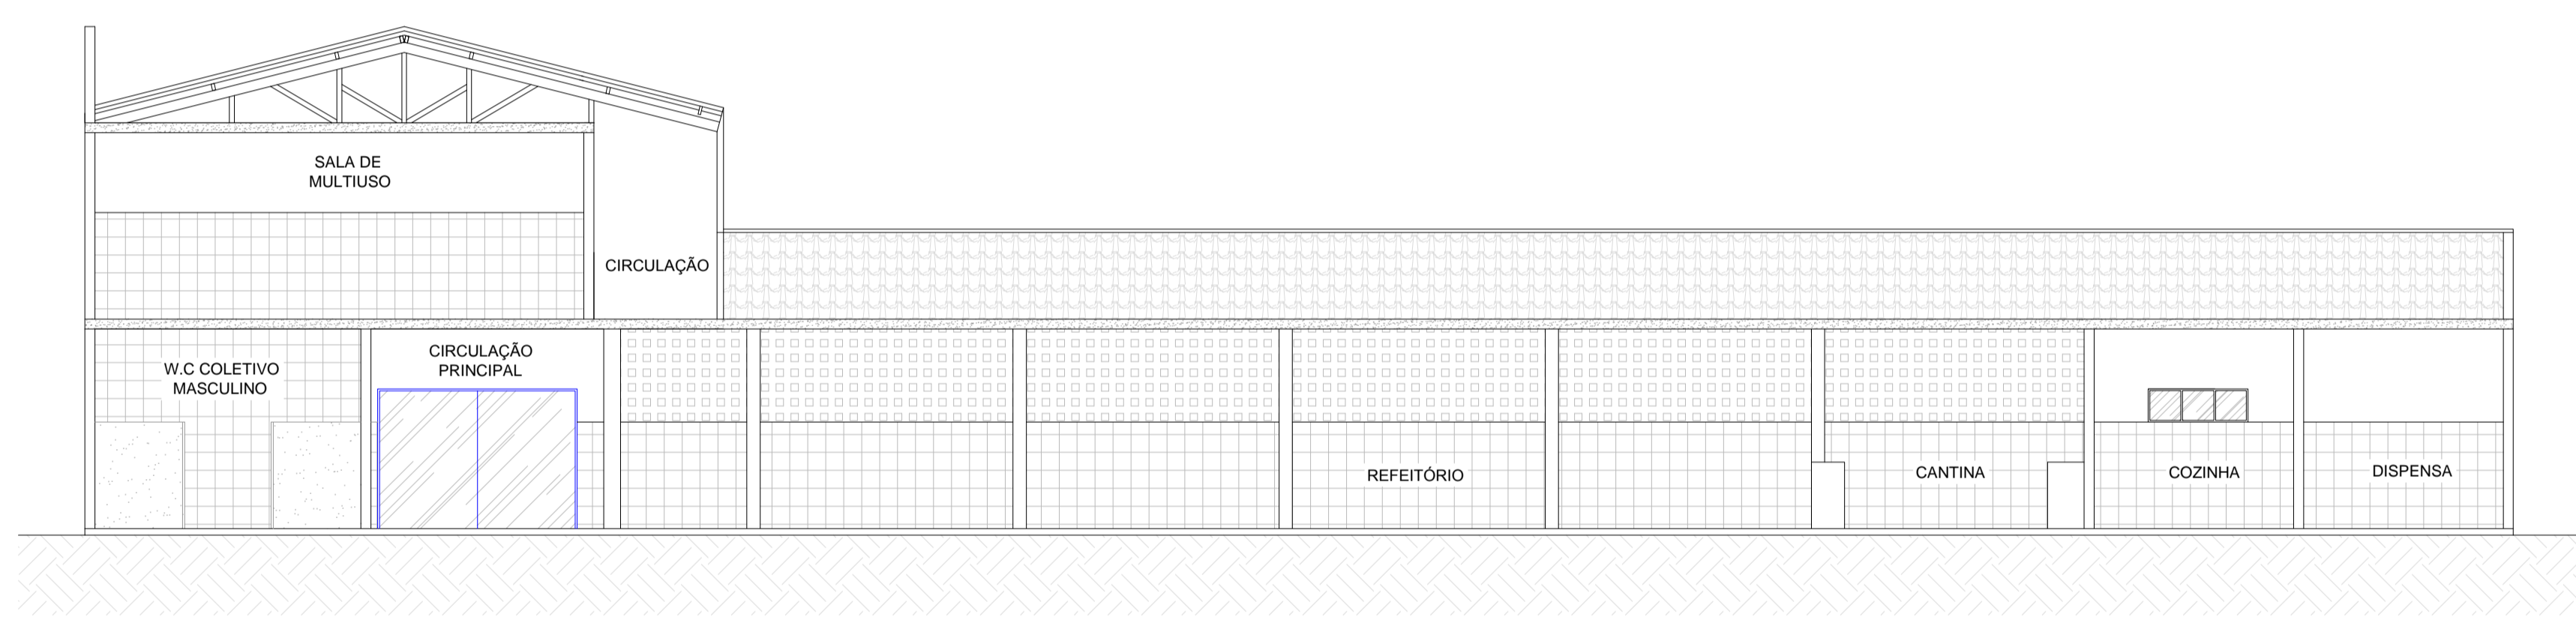 SALA DE
MULTIUSO
CIRCULAÇÃO
W.C COLETIVO
MASCULINO
CIRCULAÇÃO
PRINCIPAL
REFEITÓRIO
CANTINA
COZINHA
DISPENSA